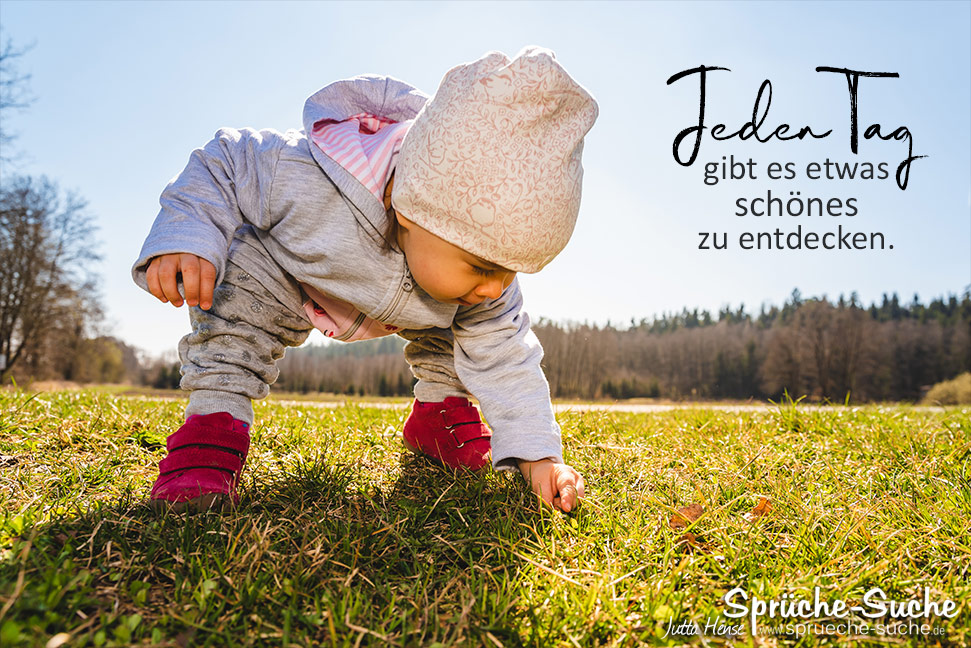 Jeden Tag
gibt es etwas
schönes
zu entdecken.
Sprüche-Suche
Jutta Hense www.sprueche-suche.de